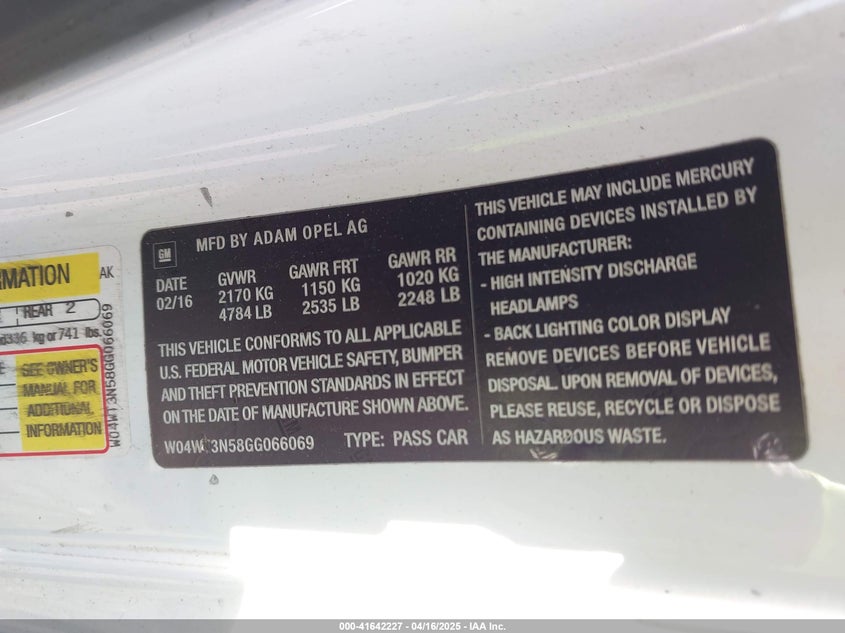 RMATION
AK
REAR 2
336 kg or 741 lbs.
SEE OWNER'S
MANUAL FOR
ADDITIONAL
INFORMATION
W04WT3N58GG066069
GM
MFD BY ADAM OPEL AG
DATE GVWR GAWR FRT GAWR RR
02/16 2170 KG 1150 KG 1020 KG
4784 LB 2535 LB 2248 LB
THIS VEHICLE CONFORMS TO ALL APPLICABLE
U.S. FEDERAL MOTOR VEHICLE SAFETY, BUMPER
AND THEFT PREVENTION STANDARDS IN EFFECT
ON THE DATE OF MANUFACTURE SHOWN ABOVE.
TYPE: PASS CAR
THIS VEHICLE MAY INCLUDE MERCURY
CONTAINING DEVICES INSTALLED BY
THE MANUFACTURER:
- HIGH INTENSITY DISCHARGE
HEADLAMPS
- BACK LIGHTING COLOR DISPLAY
REMOVE DEVICES BEFORE VEHICLE
DISPOSAL. UPON REMOVAL OF DEVICES,
PLEASE REUSE, RECYCLE OR DISPOSE
AS HAZARDOUS WASTE.
000-41642227 - 04/16/2025 - IAA Inc.